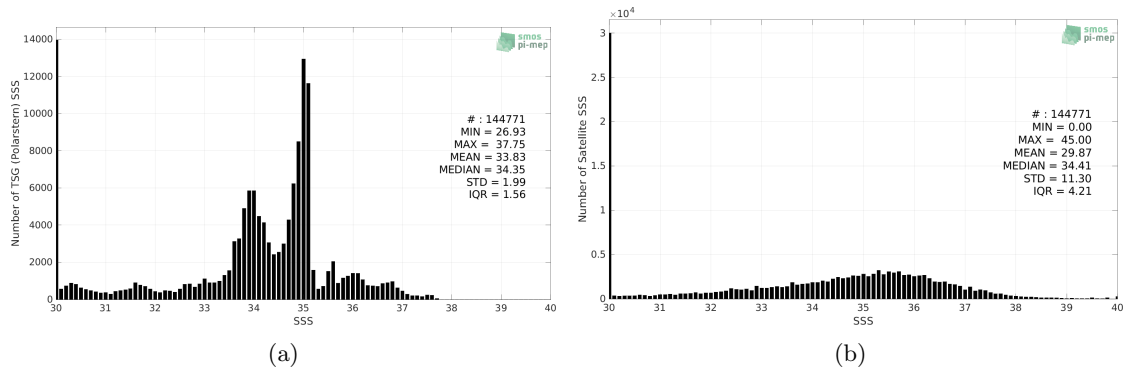 14000
12000
10000
8000
6000
4000
2000
0
30
31
32
33
34
35
36
37
38
39
40
SSS
Number of TSG (Polarstern) SSS
smos
pi-mep
# : 144771
MIN = 26.93
MAX = 37.75
MEAN = 33.83
MEDIAN = 34.35
STD = 1.99
IQR = 1.56
(a)
×10⁴
3
2.5
2
1.5
1
0.5
0
30
31
32
33
34
35
36
37
38
39
40
SSS
Number of Satellite SSS
smos
pi-mep
# : 144771
MIN = 0.00
MAX = 45.00
MEAN = 29.87
MEDIAN = 34.41
STD = 11.30
IQR = 4.21
(b)